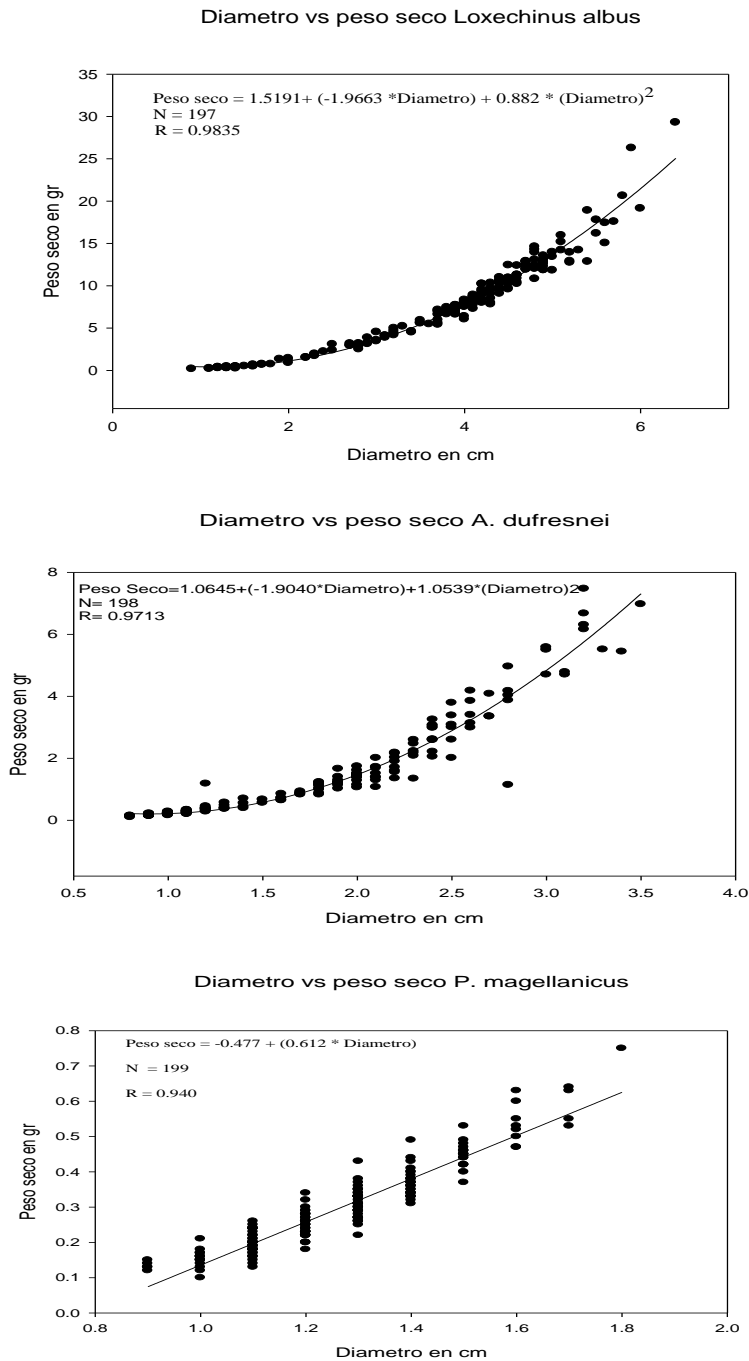 Diametro vs peso seco Loxechinus albus
35
30
25
20
15
10
5
0
Peso seco en gr
Peso seco = 1.5191+ (-1.9663 *Diametro) + 0.882 * (Diametro)2
N = 197
R = 0.9835
0 2 4 6
Diametro en cm
Diametro vs peso seco A. dufresnei
8
6
4
2
0
Peso seco en gr
Peso Seco=1.0645+(-1.9040*Diametro)+1.0539*(Diametro)2
N= 198
R= 0.9713
0.5 1.0 1.5 2.0 2.5 3.0 3.5 4.0
Diametro en cm
Diametro vs peso seco P. magellanicus
0.8
0.7
0.6
0.5
0.4
0.3
0.2
0.1
0.0
Peso seco en gr
Peso seco = -0.477 + (0.612 * Diametro)
N = 199
R = 0.940
0.8 1.0 1.2 1.4 1.6 1.8 2.0
Diametro en cm